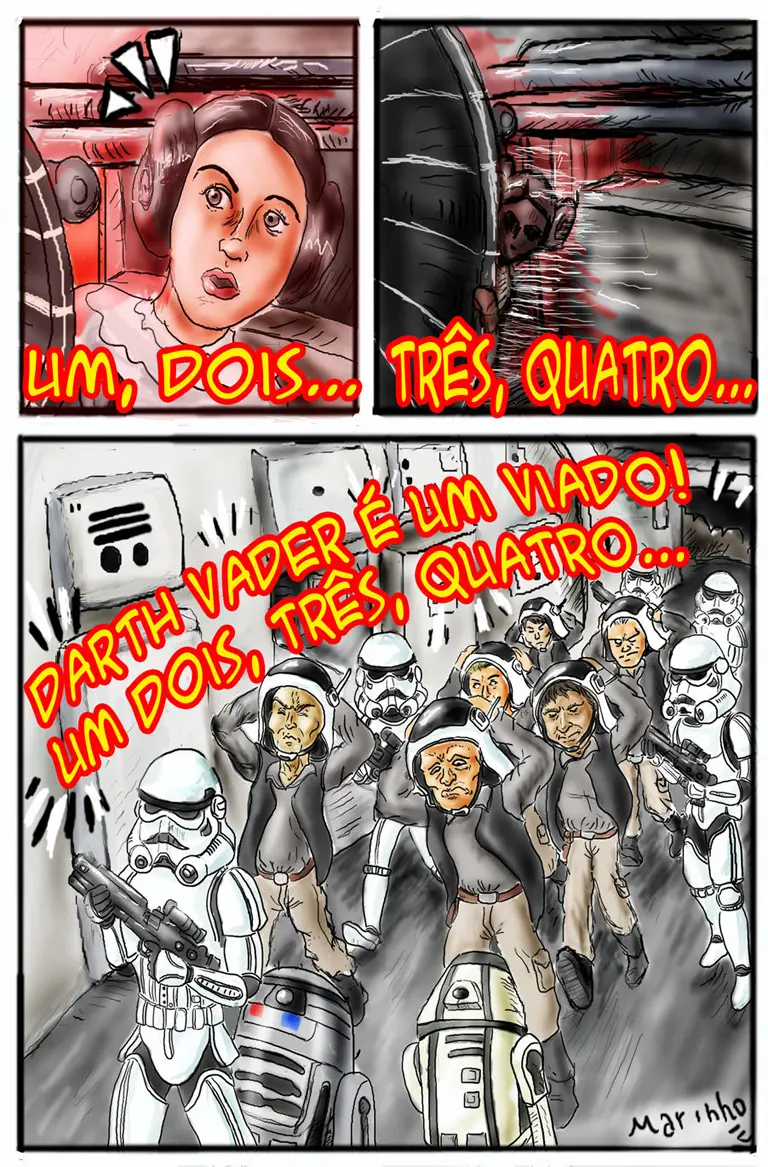 UM, DOIS...
TRÊS, QUATRO...
DARTH VADER É UM VIADO!
UM DOIS, TRÊS, QUATRO...
Marinho